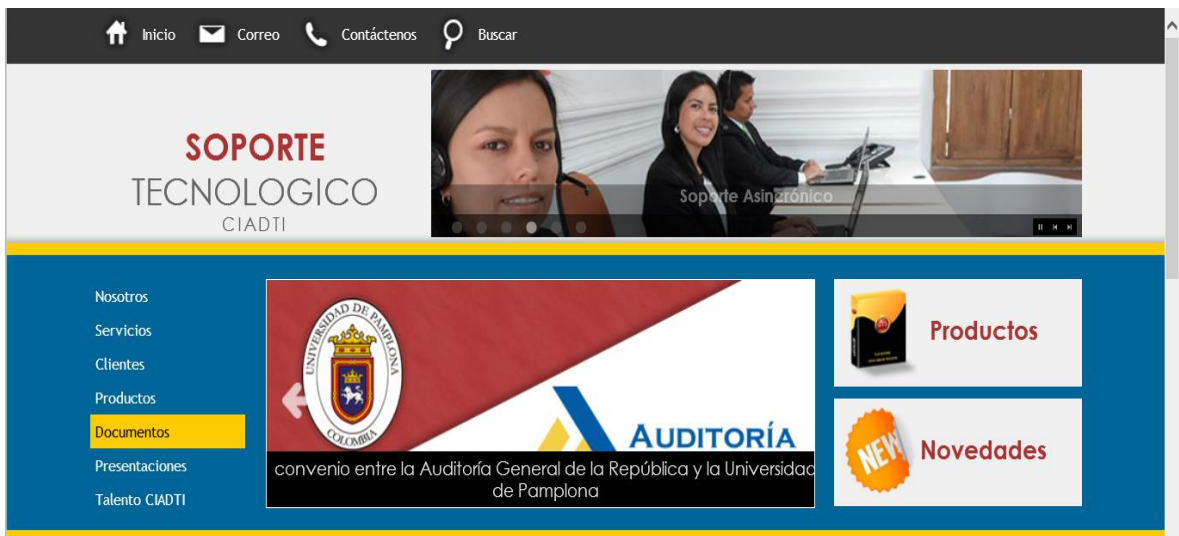 Inicio
Correo
Contáctenos
Buscar
SOPORTE
TECNOLOGICO
CIADTI
Soporte Asincrónico
Nosotros
Servicios
Clientes
Productos
Documentos
Presentaciones
Talento CIADTI
UNIVERSIDAD DE PAMPLONA
COLOMBIA
AUDITORÍA
convenio entre la Auditoría General de la República y la Universidad
de Pamplona
Productos
NEW
Novedades